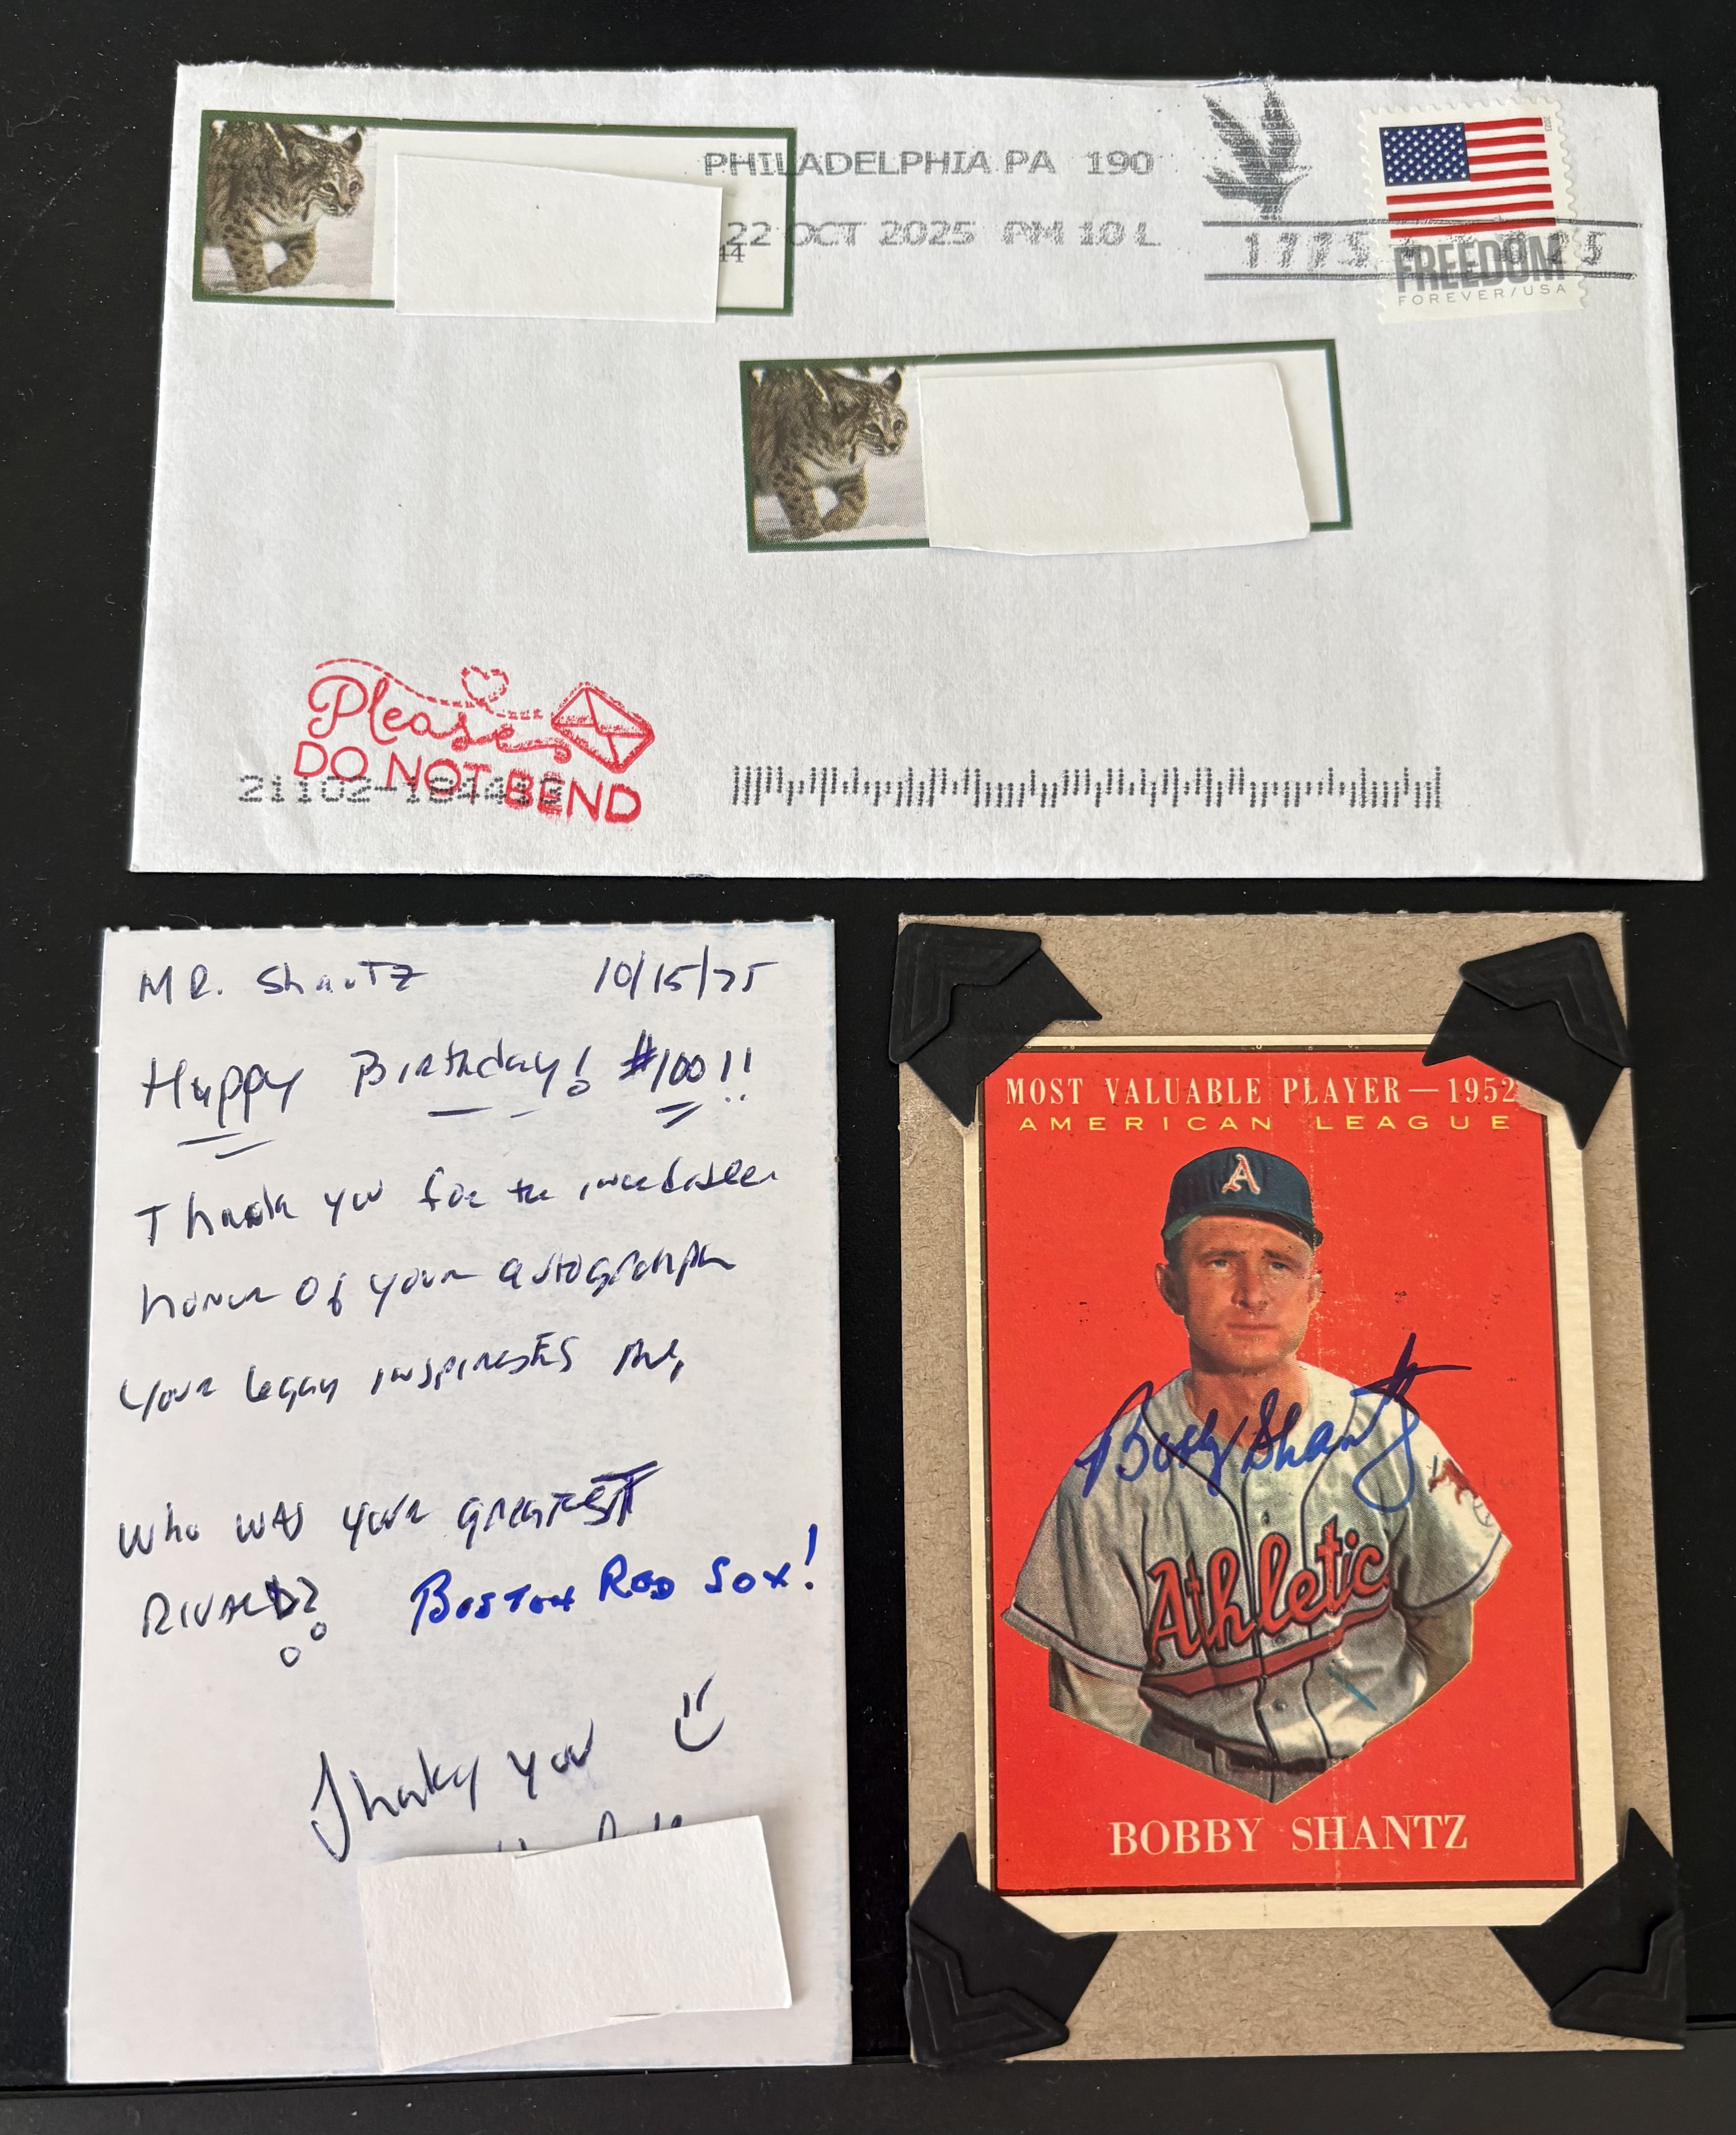 PHILADELPHIA PA 190
22 OCT 2025 PM 10 L
44
1775
FREEDOM
FOREVER/USA
Please
DO NOT BEND
MR. Shantz 10/15/25
Happy Birthday! #100!!
Thank you for the
honor of your autograph
Your legacy me,
Who was your greatest
RIVAL? BOSTON RED SOX!
Thank you
MOST VALUABLE PLAYER—1952
AMERICAN LEAGUE
A
Bobby Shantz
Athletic
BOBBY SHANTZ